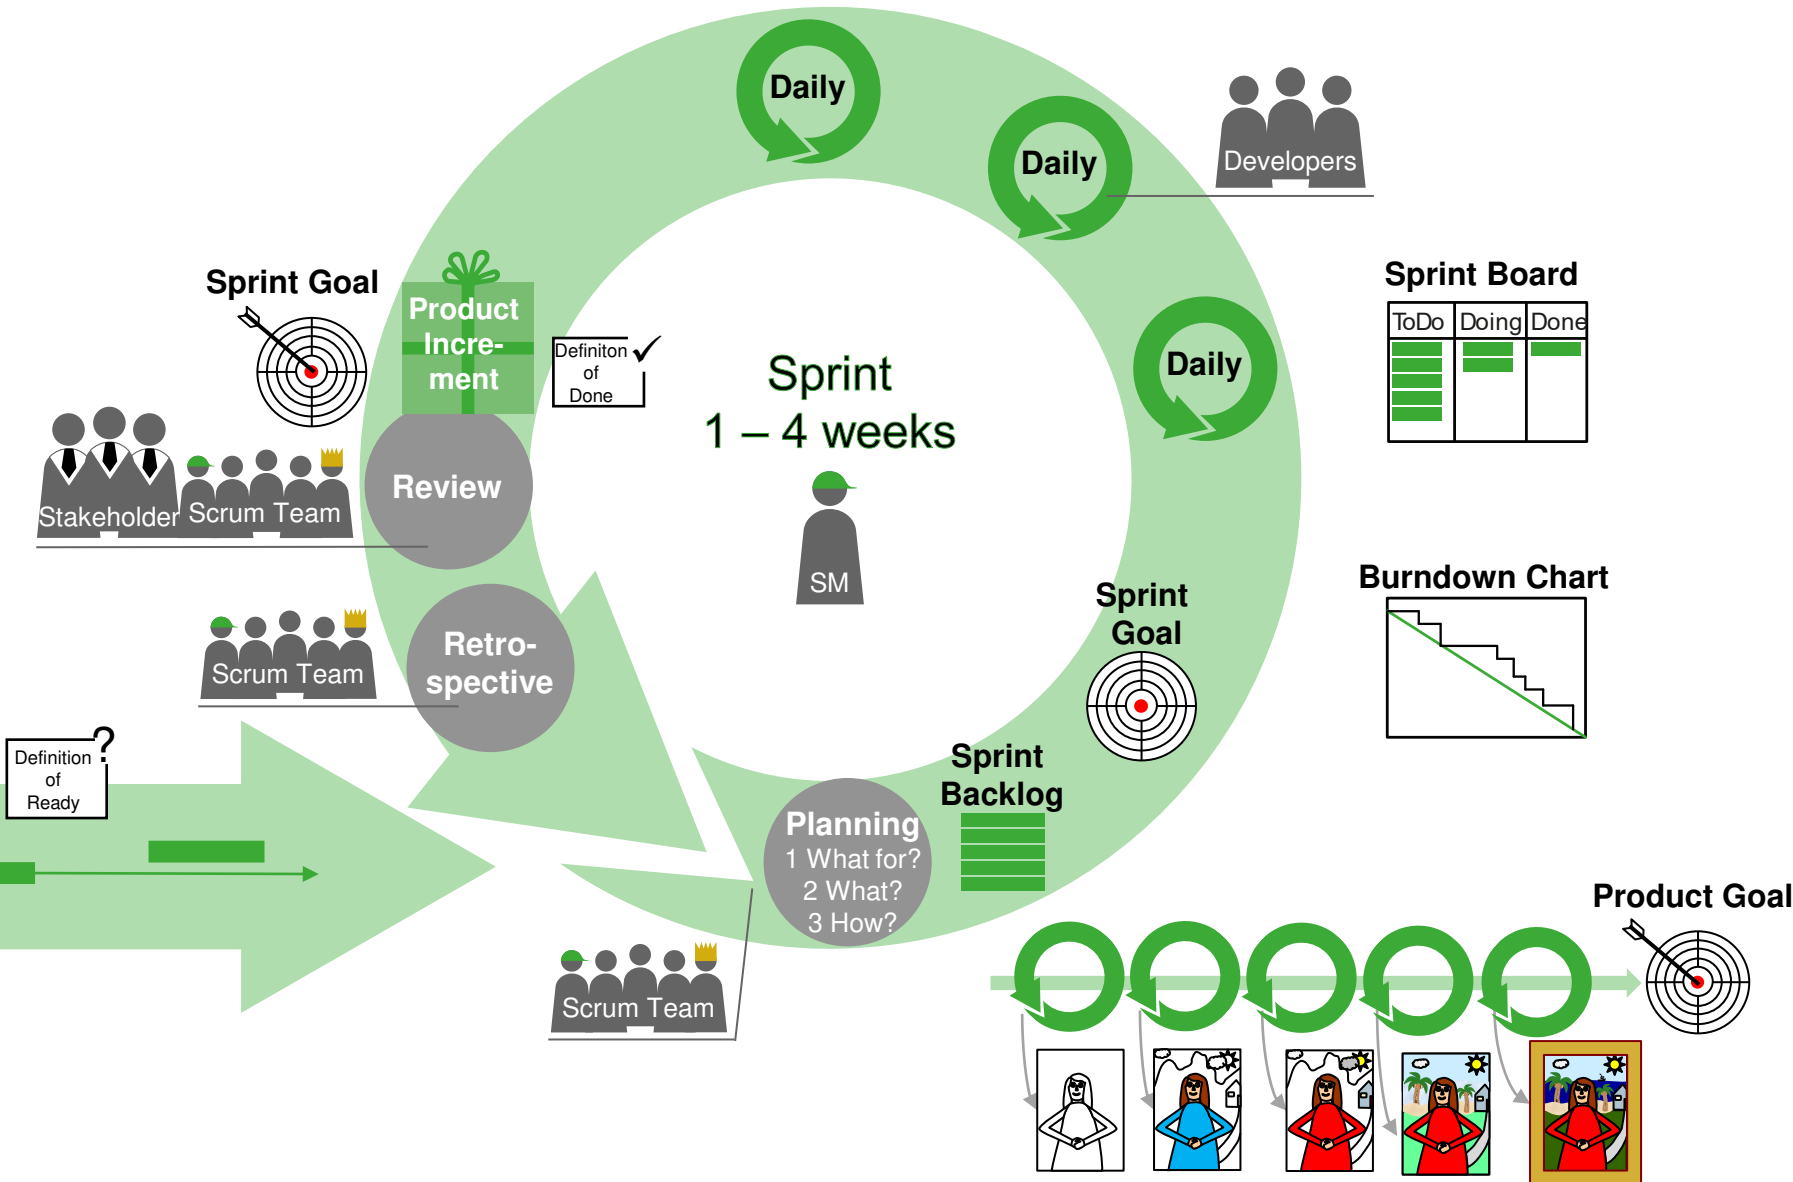 Daily
Daily
Developers
Sprint Goal
Product
Incre-
ment
Definiton
of
Done
Sprint
1 – 4 weeks
Daily
Sprint Board
ToDo Doing Done
Review
Stakeholder
Scrum Team
SM
Burndown Chart
Sprint
Goal
Retro-
spective
Scrum Team
Definition
of
Ready
?
Sprint
Backlog
Planning
1 What for?
2 What?
3 How?
Scrum Team
Product Goal